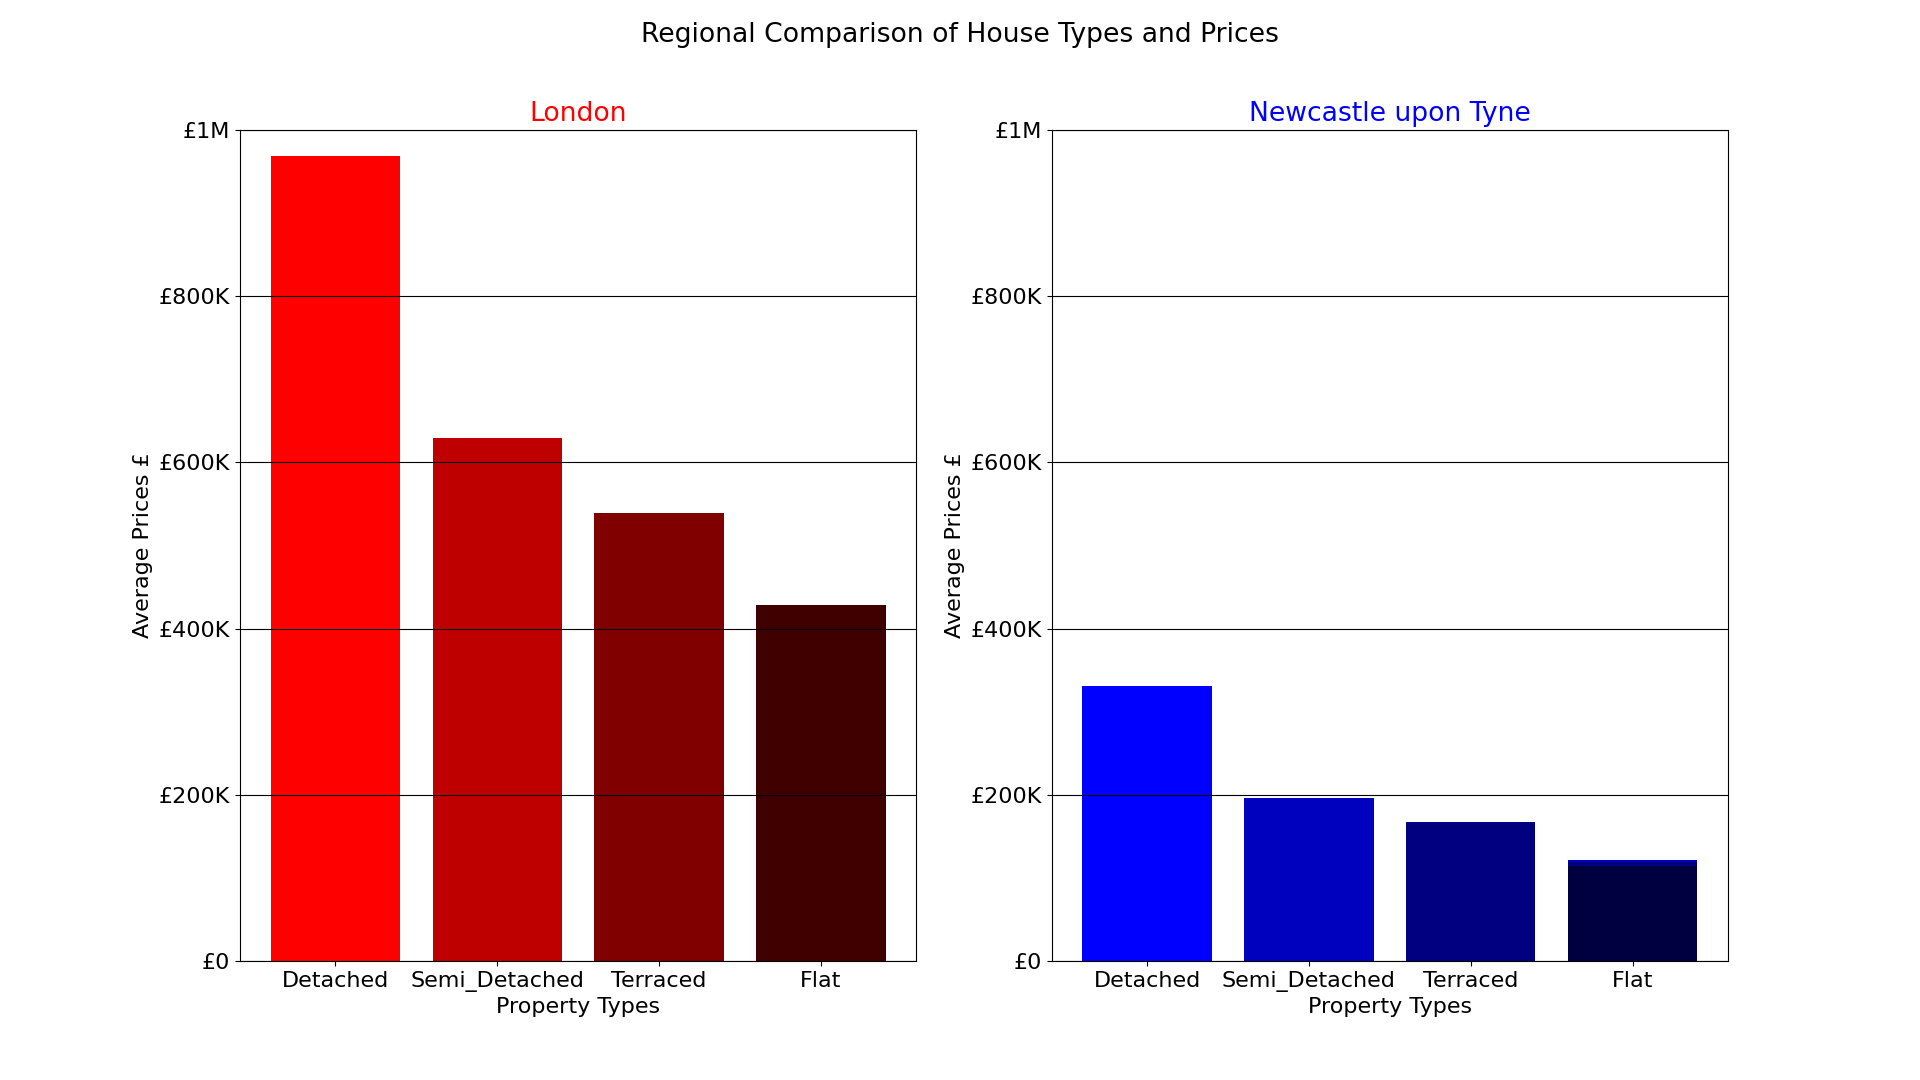 Regional Comparison of House Types and Prices
London
£1M
£800K
£600K
£400K
£200K
£0
Average Prices £
Detached Semi_Detached Terraced Flat
Property Types
Newcastle upon Tyne
£1M
£800K
£600K
£400K
£200K
£0
Average Prices £
Detached Semi_Detached Terraced Flat
Property Types